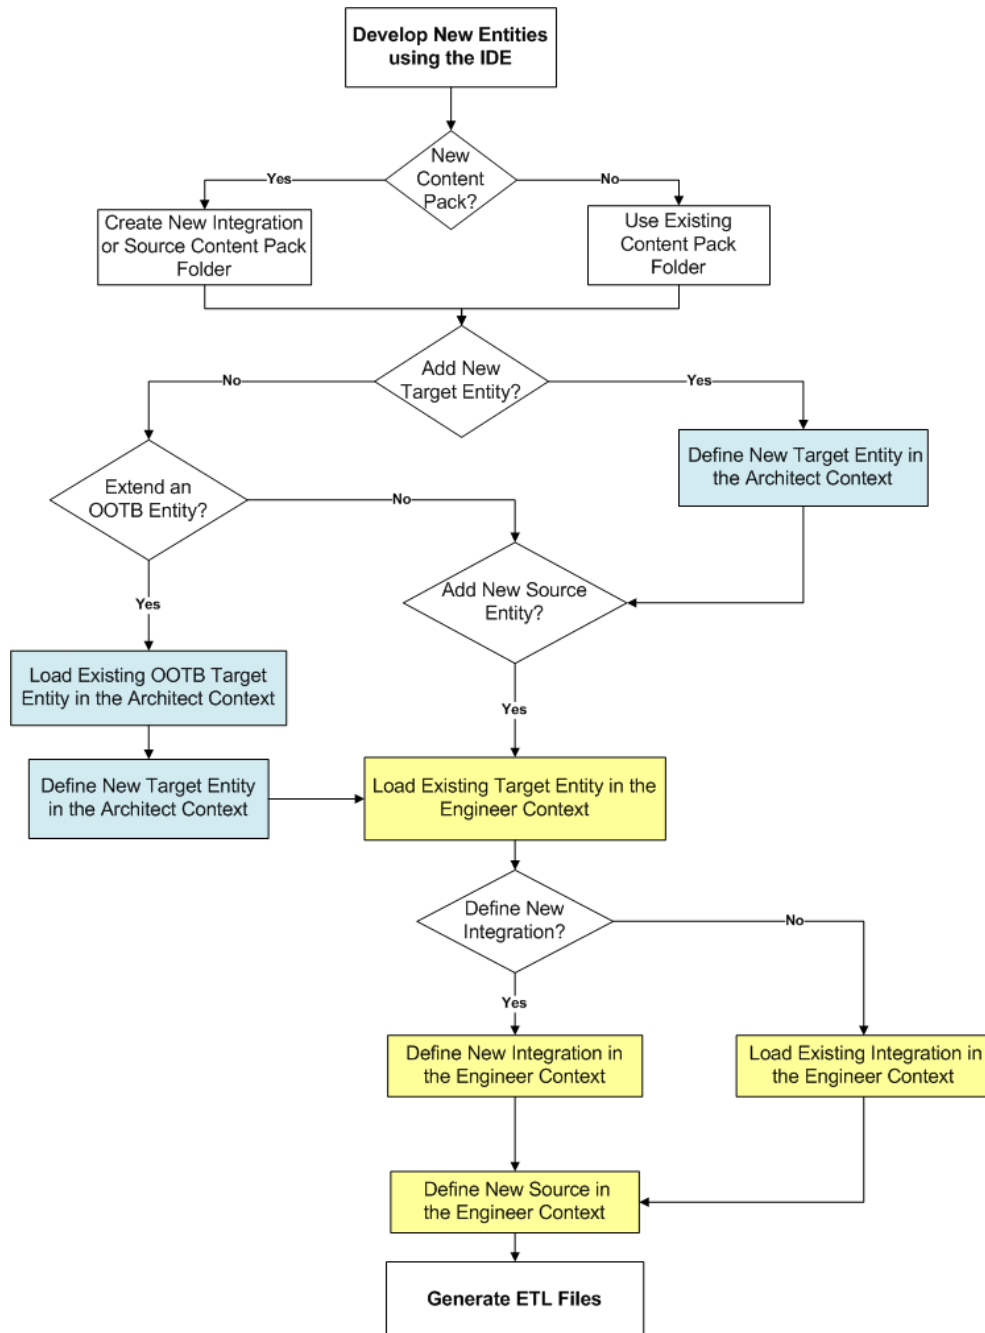 Develop New Entities
using the IDE
New
Content
Pack?
Yes
No
Create New Integration
or Source Content Pack
Folder
Use Existing
Content Pack
Folder
Add New
Target Entity?
No
Yes
Define New Target Entity in
the Architect Context
Extend an
OOTB Entity?
No
Add New Source
Entity?
Yes
Load Existing OOTB Target
Entity in the Architect Context
Yes
Define New Target Entity
in the Architect Context
Load Existing Target Entity in the
Engineer Context
Define New
Integration?
No
Yes
Define New Integration in
the Engineer Context
Load Existing Integration in
the Engineer Context
Define New Source in
the Engineer Context
Generate ETL Files